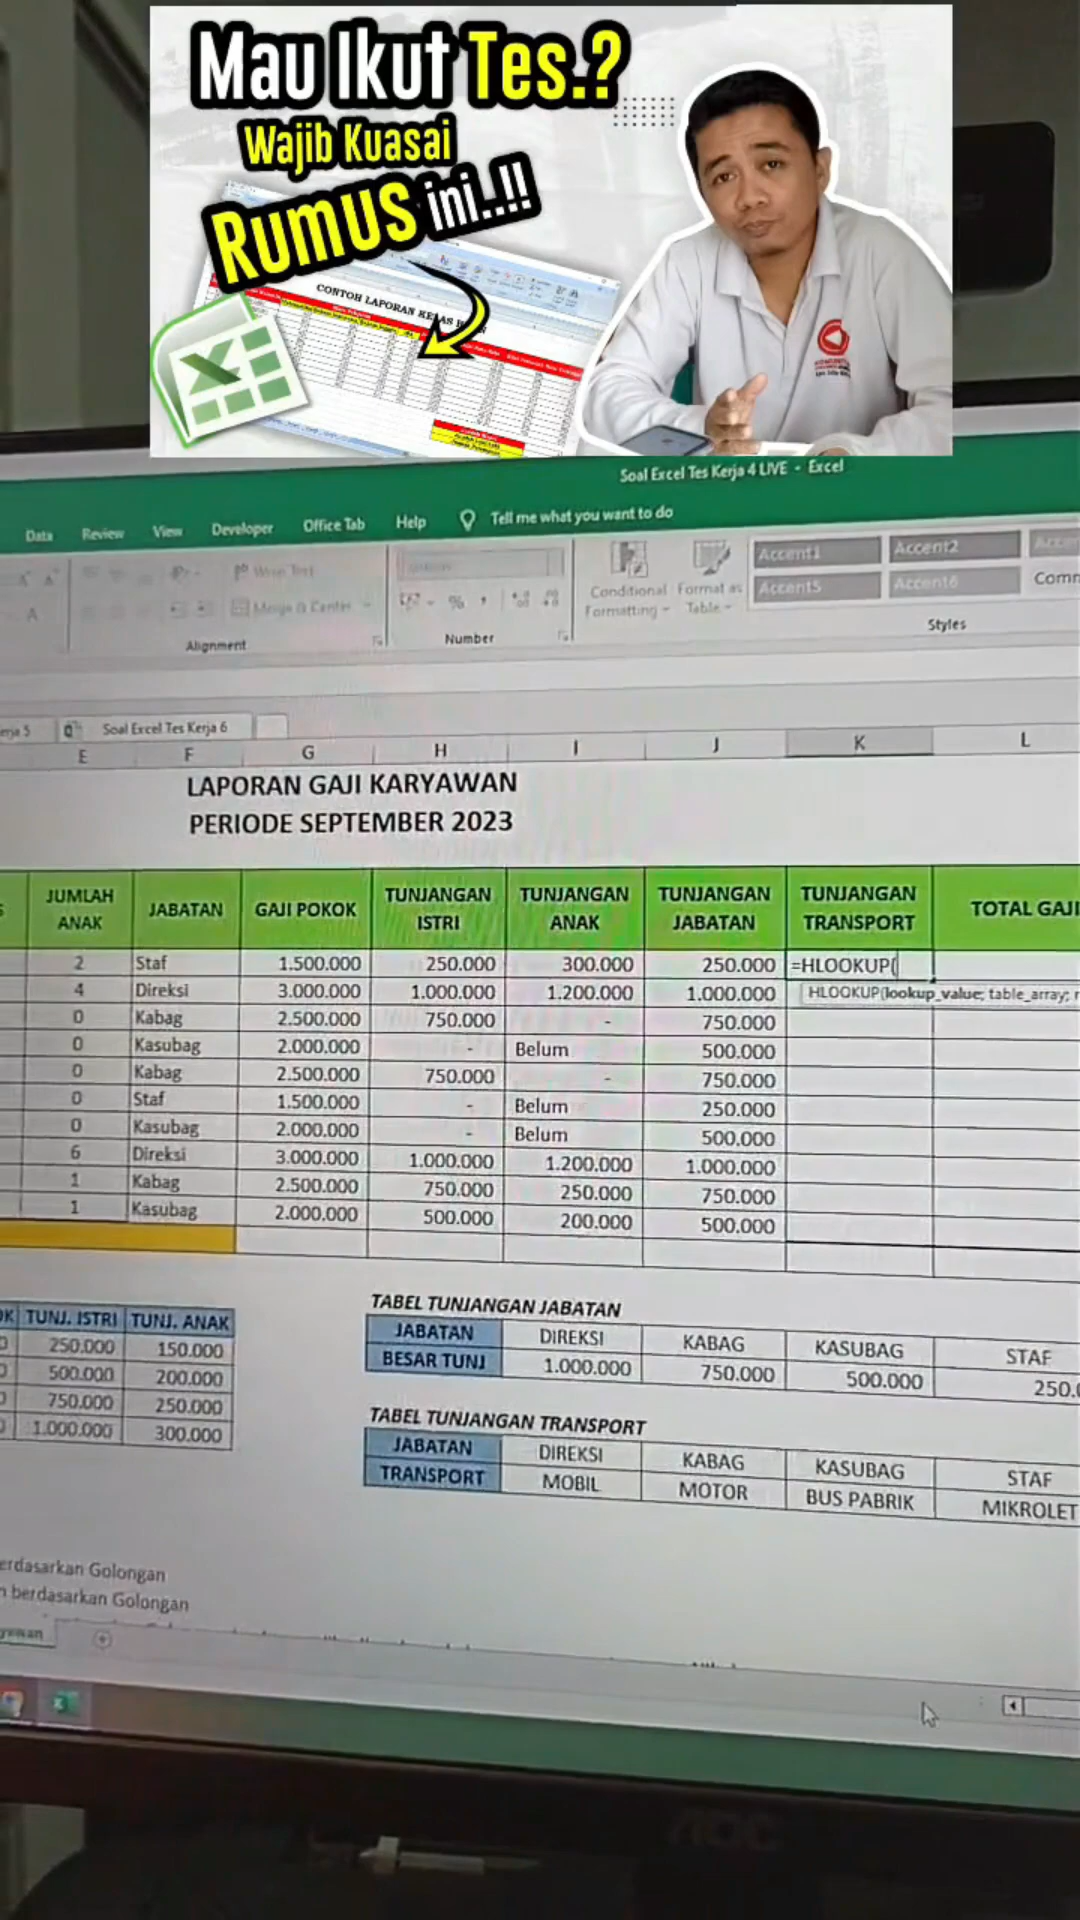 Mau Ikut Tes.?
Wajib Kuasai
Rumus ini..!!
CONTOH LAPORAN KELAS
Soal Excel Tes Kerja 4 LIVE - Excel
Data Review View Developer Office Tab Help Tell me what you want to do
Wrap Text
Merge & Center
Conditional Formatting
Format as Table
Accent1 Accent2
Accent5 Accent6
Alignment Number Styles
Soal Excel Tes Kerja 6
E F G H I J K L
LAPORAN GAJI KARYAWAN
PERIODE SEPTEMBER 2023
JUMLAH ANAK JABATAN GAJI POKOK TUNJANGAN ISTRI TUNJANGAN ANAK TUNJANGAN JABATAN TUNJANGAN TRANSPORT TOTAL GAJI
2 Staf 1.500.000 250.000 300.000 250.000 =HLOOKUP(
4 Direksi 3.000.000 1.000.000 1.200.000 1.000.000 HLOOKUP(lookup_value; table_array;
0 Kabag 2.500.000 750.000 - 750.000
0 Kasubag 2.000.000 - Belum 500.000
0 Kabag 2.500.000 750.000 - 750.000
0 Staf 1.500.000 - Belum 250.000
0 Kasubag 2.000.000 - Belum 500.000
6 Direksi 3.000.000 1.000.000 1.200.000 1.000.000
1 Kabag 2.500.000 750.000 250.000 750.000
1 Kasubag 2.000.000 500.000 200.000 500.000
TUNJ. ISTRI TUNJ. ANAK
250.000 150.000
500.000 200.000
750.000 250.000
1.000.000 300.000
TABEL TUNJANGAN JABATAN
JABATAN DIREKSI KABAG KASUBAG STAF
BESAR TUNJ 1.000.000 750.000 500.000 250.
TABEL TUNJANGAN TRANSPORT
JABATAN DIREKSI KABAG KASUBAG STAF
TRANSPORT MOBIL MOTOR BUS PABRIK MIKROLET
erdasarkan Golongan
n berdasarkan Golongan
AOC